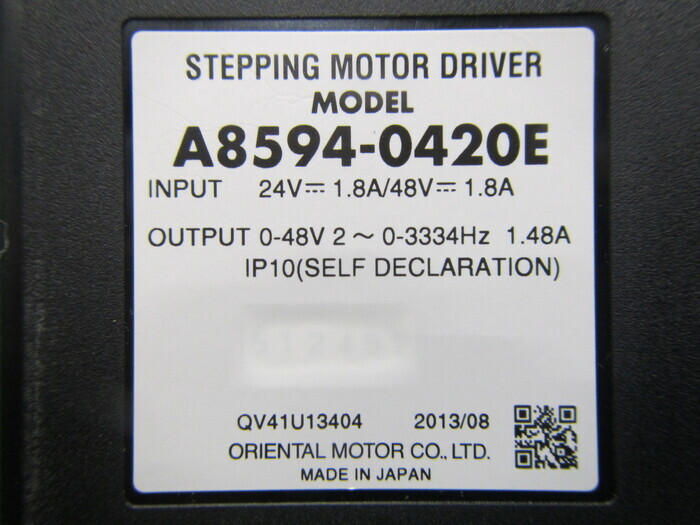 STEPPING MOTOR DRIVER
MODEL
A8594-0420E
INPUT 24V⎓ 1.8A/48V⎓ 1.8A
OUTPUT 0-48V 2～ 0-3334Hz 1.48A
IP10(SELF DECLARATION)
QV41U13404 2013/08
ORIENTAL MOTOR CO., LTD.
MADE IN JAPAN